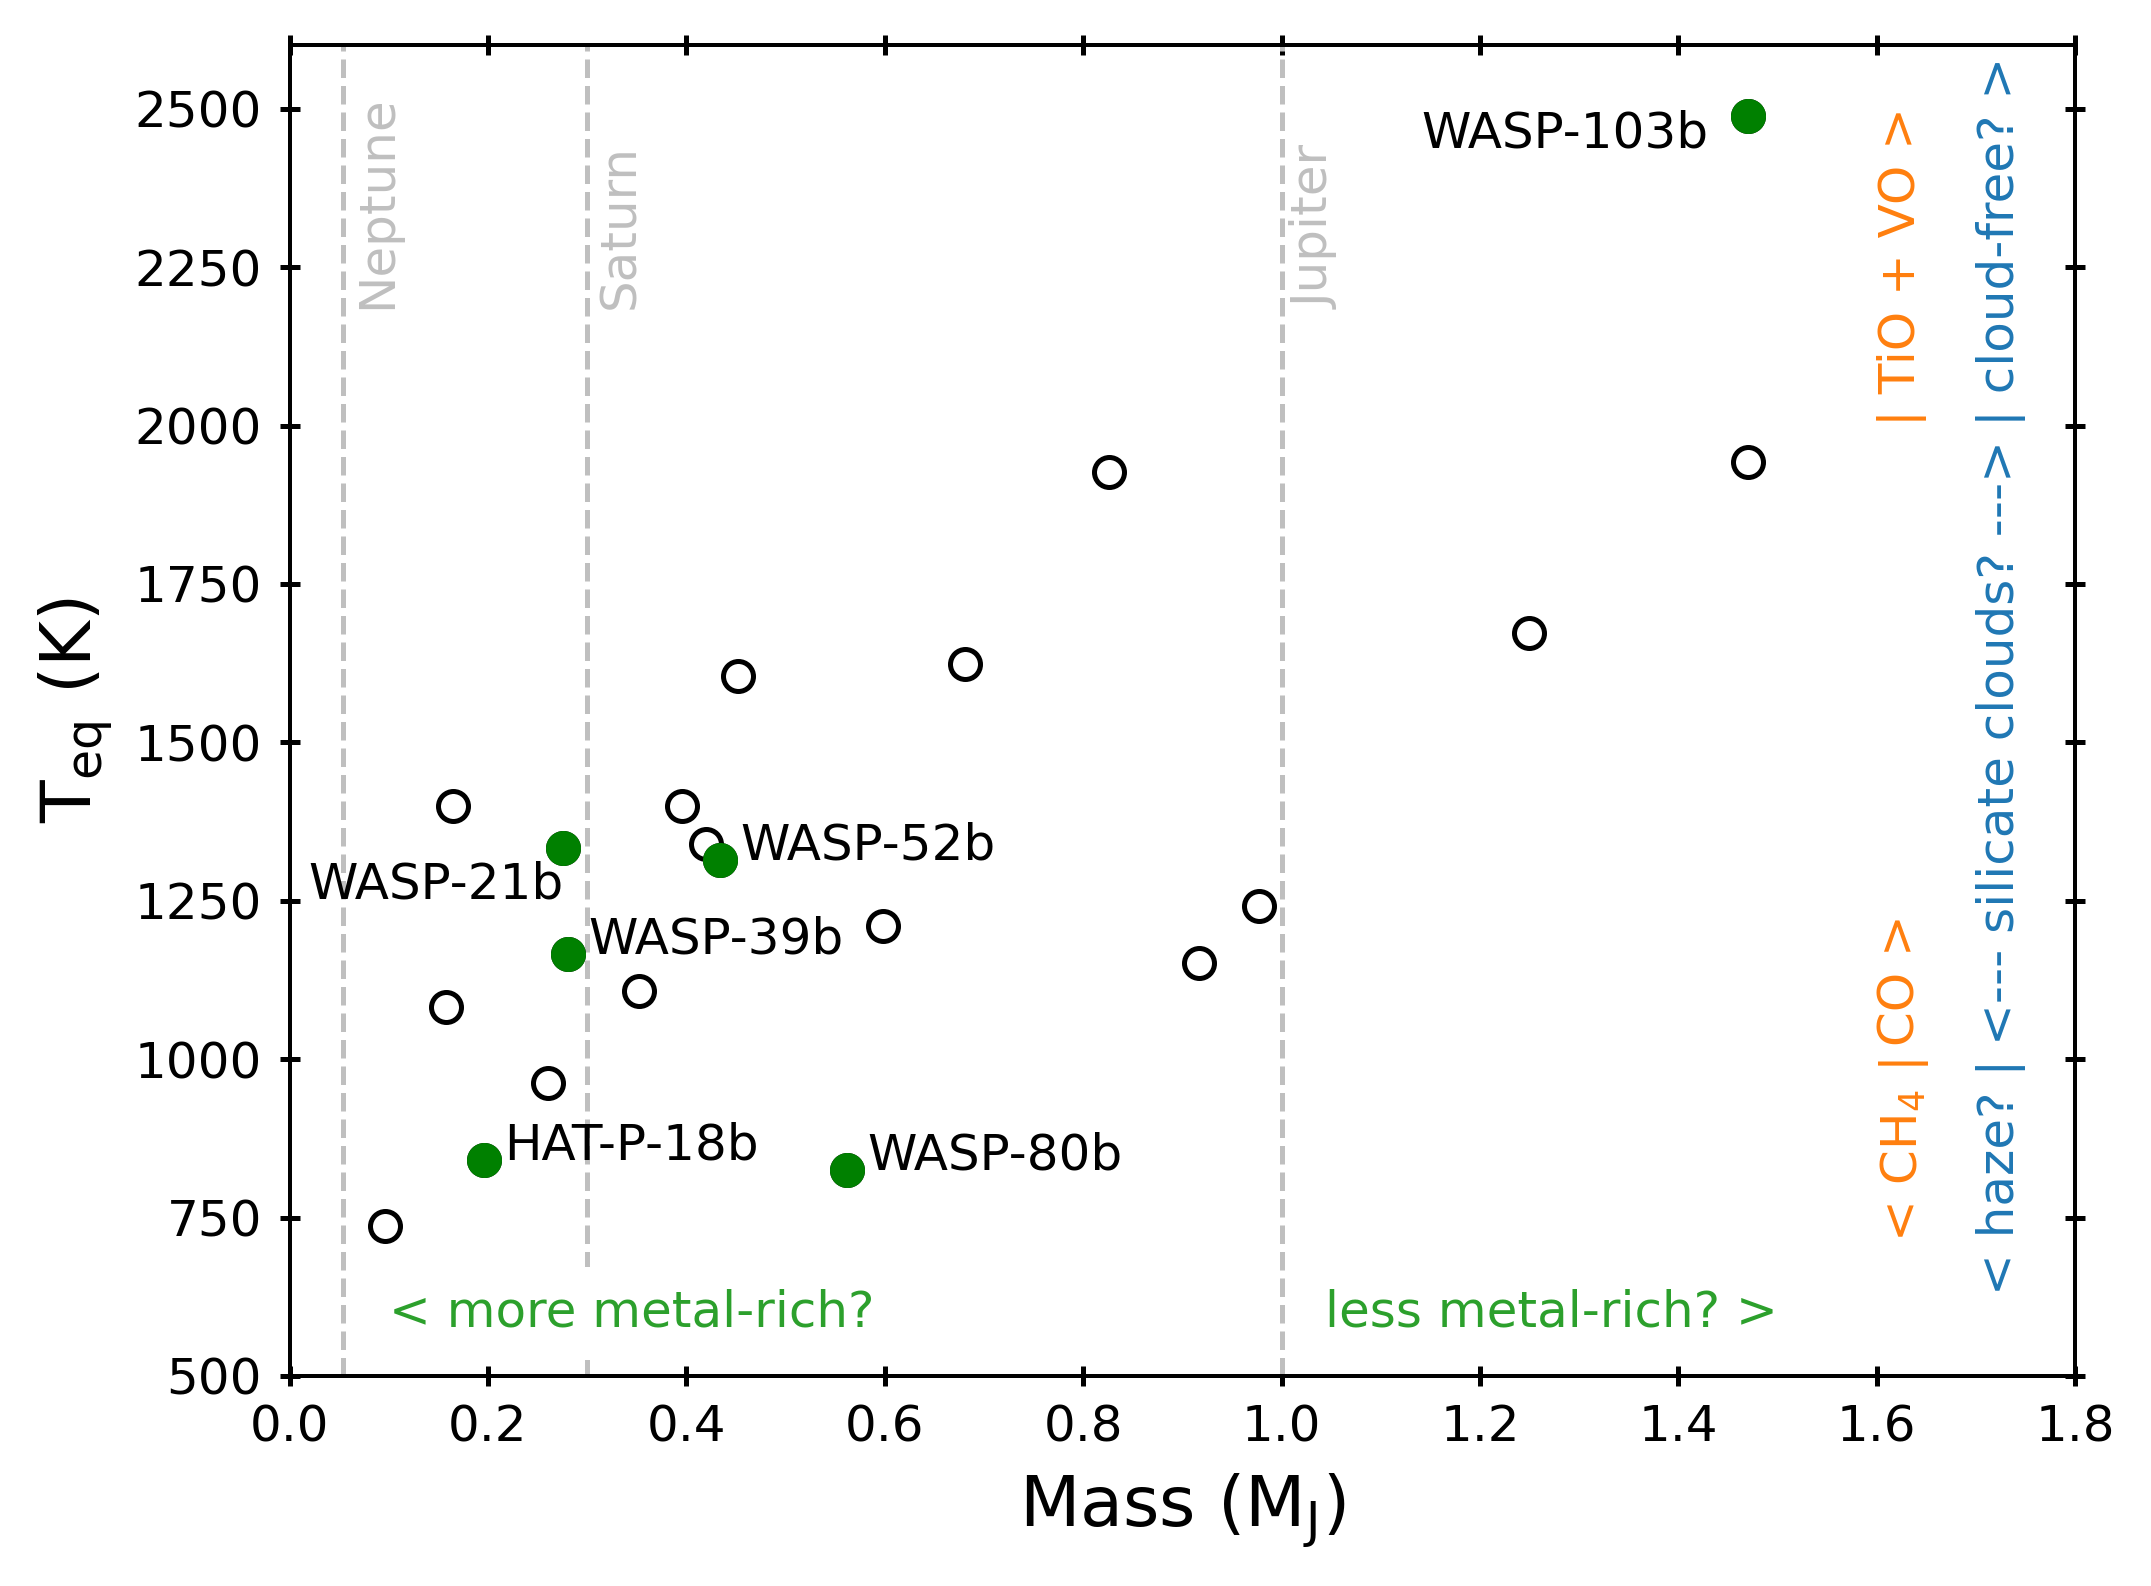 2500
2250
2000
1750
1500
1250
1000
750
500
T_eq (K)
Neptune
Saturn
Jupiter
WASP-103b
WASP-52b
WASP-21b
WASP-39b
HAT-P-18b
WASP-80b
| TiO + VO >
< CH₄ |CO >
< haze? | <--- silicate clouds? ---> | cloud-free? >
< more metal-rich?
less metal-rich? >
0.0 0.2 0.4 0.6 0.8 1.0 1.2 1.4 1.6 1.8
Mass (M_J)